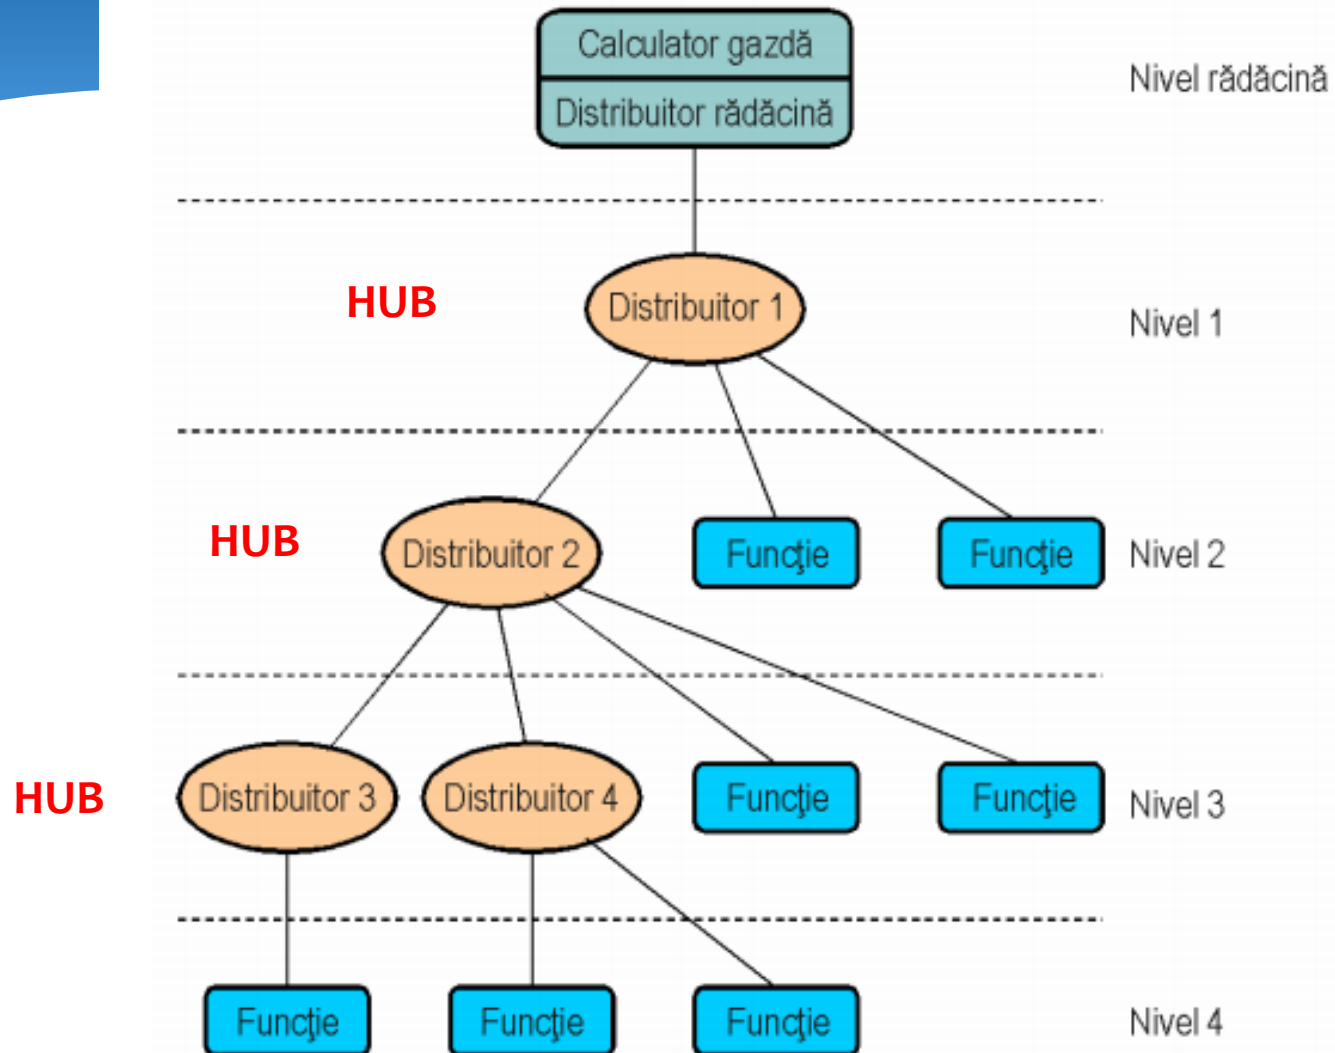 Calculator gazdă
Distribuitor rădăcină
Nivel rădăcină
HUB
Distribuitor 1
Nivel 1
HUB
Distribuitor 2
Funcţie
Funcţie
Nivel 2
HUB
Distribuitor 3
Distribuitor 4
Funcţie
Funcţie
Nivel 3
Funcţie
Funcţie
Funcţie
Nivel 4